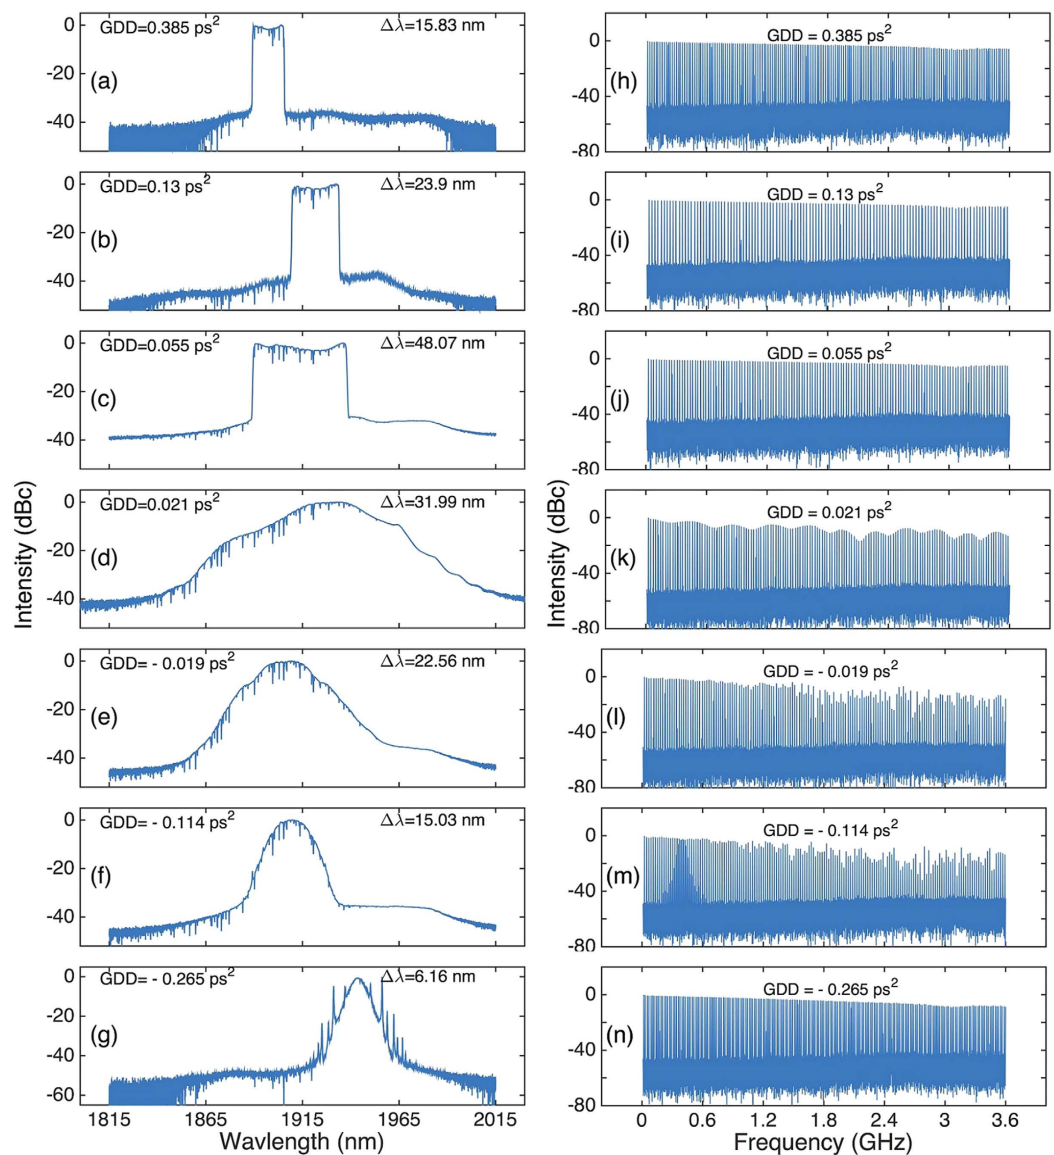 GDD=0.385 ps²
Δλ=15.83 nm
0
-20
-40
(a)
GDD=0.13 ps²
Δλ=23.9 nm
0
-20
-40
(b)
GDD=0.055 ps²
Δλ=48.07 nm
0
-20
-40
(c)
GDD=0.021 ps²
Δλ=31.99 nm
0
-20
-40
(d)
GDD= - 0.019 ps²
Δλ=22.56 nm
0
-20
-40
(e)
GDD= - 0.114 ps²
Δλ=15.03 nm
0
-20
-40
(f)
GDD= - 0.265 ps²
Δλ=6.16 nm
0
-20
-40
-60
(g)
1815 1865 1915 1965 2015
Wavlength (nm)
Intensity (dBc)
GDD = 0.385 ps²
0
-40
-80
(h)
GDD = 0.13 ps²
0
-40
-80
(i)
GDD = 0.055 ps²
0
-40
-80
(j)
GDD = 0.021 ps²
0
-40
-80
(k)
GDD = - 0.019 ps²
0
-40
-80
(l)
GDD = - 0.114 ps²
0
-40
-80
(m)
GDD = - 0.265 ps²
0
-40
-80
(n)
0 0.6 1.2 1.8 2.4 3 3.6
Frequency (GHz)
Intensity (dBc)